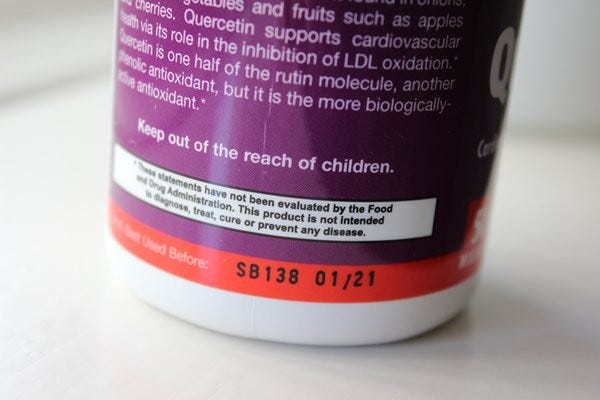 vegetables and fruits such as apples
and cherries. Quercetin supports cardiovascular
health via its role in the inhibition of LDL oxidation.*
Quercetin is one half of the rutin molecule, another
phenolic antioxidant, but it is the more biologically-
active antioxidant.*
Keep out of the reach of children.
* These statements have not been evaluated by the Food
and Drug Administration. This product is not intended
to diagnose, treat, cure or prevent any disease.
Best Used Before: SB138 01/21